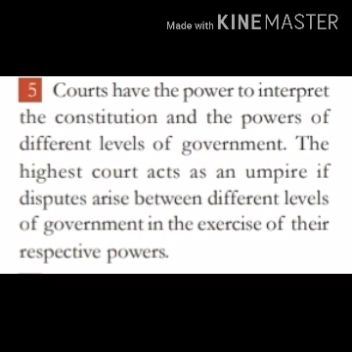 Made with KINEMASTER
5 Courts have the power to interpret
the constitution and the powers of
different levels of government. The
highest court acts as an umpire if
disputes arise between different levels
of government in the exercise of their
respective powers.